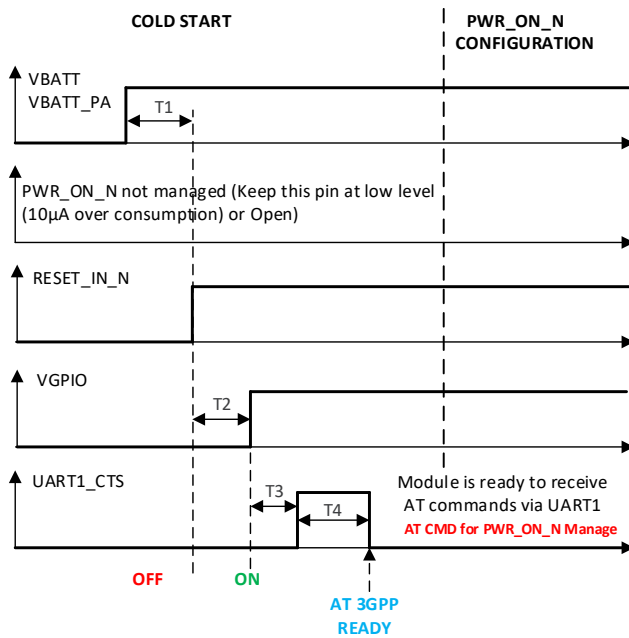 COLD START
PWR_ON_N
CONFIGURATION
VBATT
VBATT_PA
T1
PWR_ON_N not managed (Keep this pin at low level
(10µA over consumption) or Open)
RESET_IN_N
VGPIO
T2
UART1_CTS
T3
T4
Module is ready to receive
AT commands via UART1
AT CMD for PWR_ON_N Manage
OFF
ON
AT 3GPP
READY